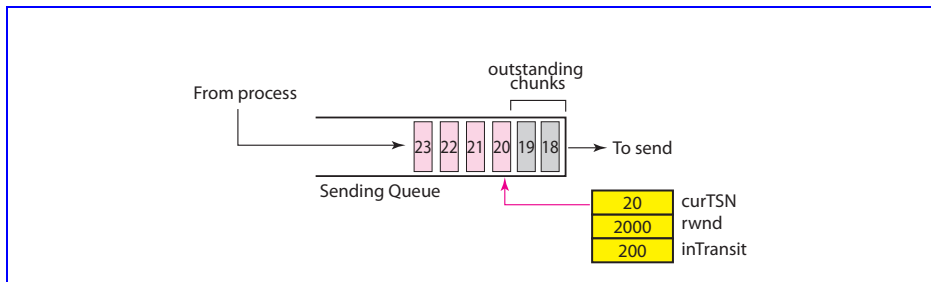 outstanding
chunks
From process
23 22 21 20 19 18
To send
Sending Queue
20 curTSN
2000 rwnd
200 inTransit